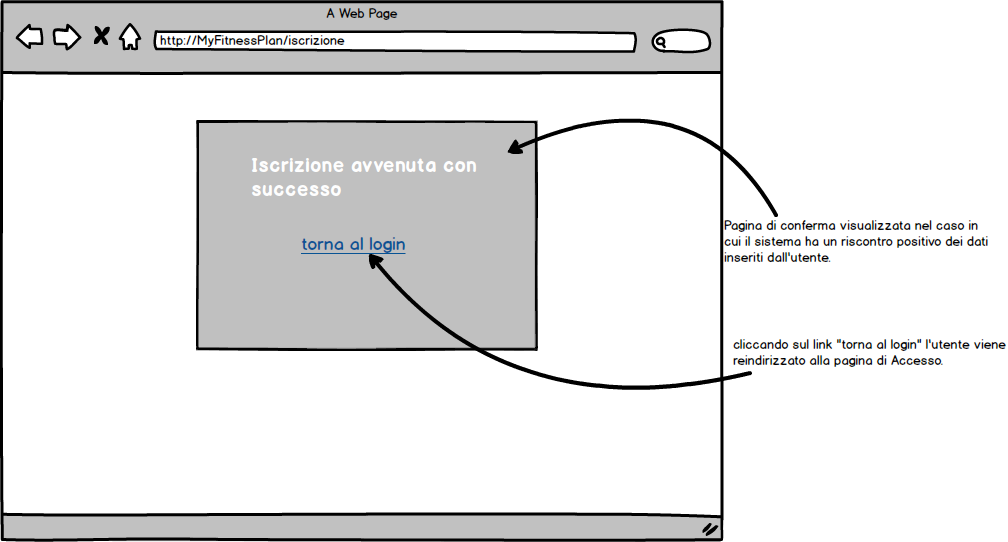 A Web Page
http://MyFitnessPlan/iscrizione
Iscrizione avvenuta con
successo
torna al login
Pagina di conferma visualizzata nel caso in
cui il sistema ha un riscontro positivo dei dati
inseriti dall'utente.
cliccando sul link "torna al login" l'utente viene
reindirizzato alla pagina di Accesso.